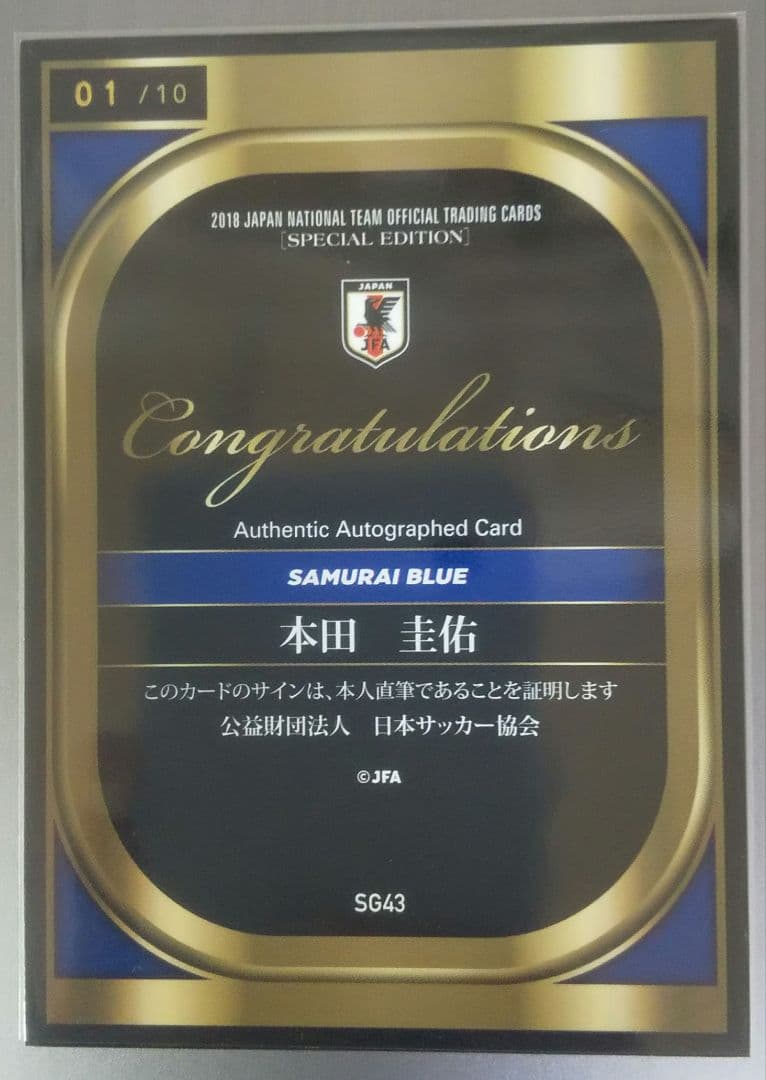 01 /10
2018 JAPAN NATIONAL TEAM OFFICIAL TRADING CARDS
[SPECIAL EDITION]
JAPAN
JFA
Congratulations
Authentic Autographed Card
SAMURAI BLUE
本田　圭佑
このカードのサインは、本人直筆であることを証明します
公益財団法人　日本サッカー協会
©JFA
SG43